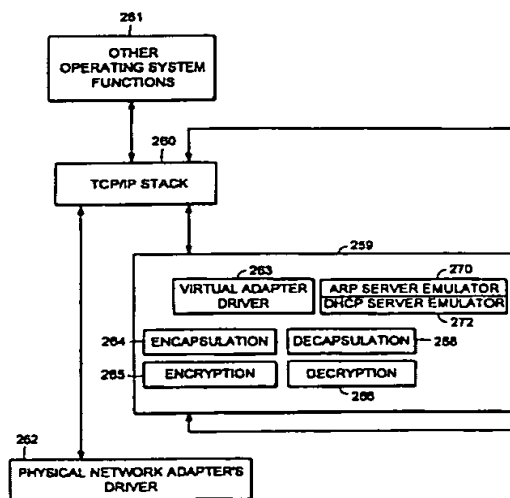 261
OTHER
OPERATING SYSTEM
FUNCTIONS
260
TCP/IP STACK
259
263
VIRTUAL ADAPTER
DRIVER
270
ARP SERVER EMULATOR
DHCP SERVER EMULATOR
272
264
ENCAPSULATION
DECAPSULATION
268
265
ENCRYPTION
DECRYPTION
266
262
PHYSICAL NETWORK ADAPTER'S
DRIVER